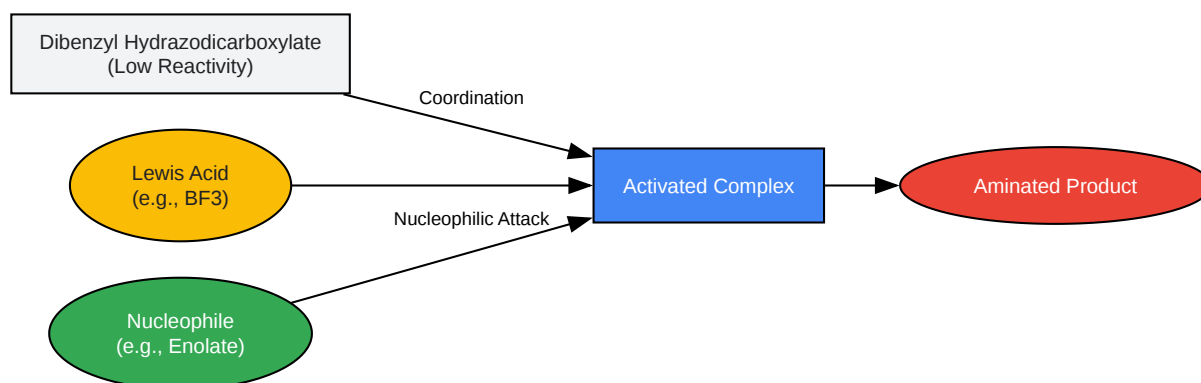 Dibenzyl Hydrazodicarboxylate
(Low Reactivity)
Coordination
Lewis Acid
(e.g., BF3)
Activated Complex
Aminated Product
Nucleophilic Attack
Nucleophile
(e.g., Enolate)